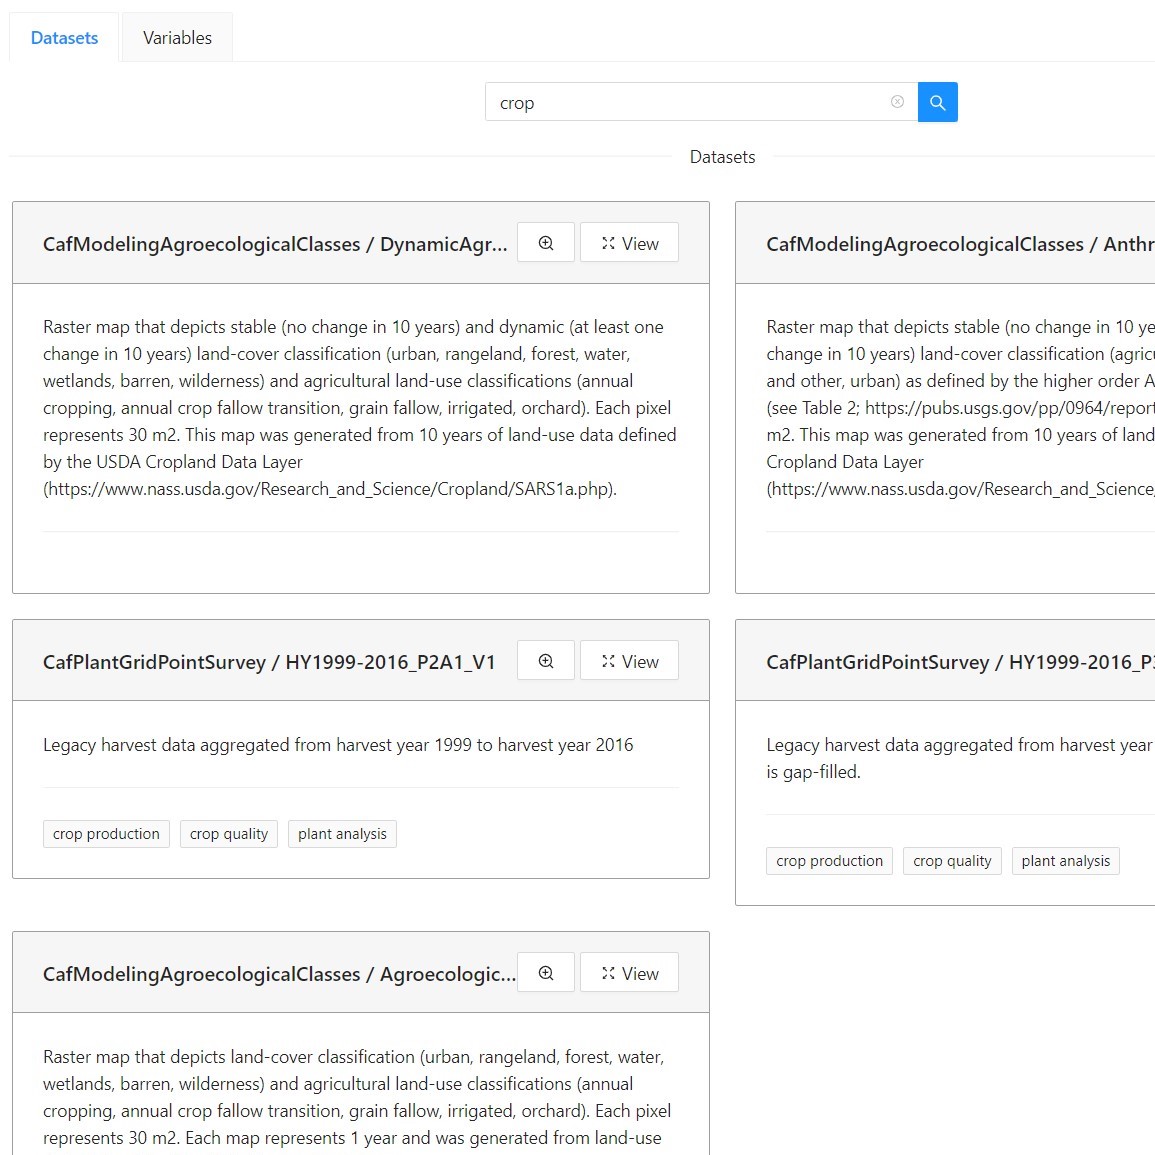 Datasets
Variables
crop
Datasets
CafModelingAgroecologicalClasses / DynamicAgr...
View
Raster map that depicts stable (no change in 10 years) and dynamic (at least one
change in 10 years) land-cover classification (urban, rangeland, forest, water,
wetlands, barren, wilderness) and agricultural land-use classifications (annual
cropping, annual crop fallow transition, grain fallow, irrigated, orchard). Each pixel
represents 30 m2. This map was generated from 10 years of land-use data defined
by the USDA Cropland Data Layer
(https://www.nass.usda.gov/Research_and_Science/Cropland/SARS1a.php).
CafModelingAgroecologicalClasses / Anthr
Raster map that depicts stable (no change in 10 ye
change in 10 years) land-cover classification (agricu
and other, urban) as defined by the higher order A
(see Table 2; https://pubs.usgs.gov/pp/0964/report
m2. This map was generated from 10 years of land
Cropland Data Layer
(https://www.nass.usda.gov/Research_and_Science,
CafPlantGridPointSurvey / HY1999-2016_P2A1_V1
View
Legacy harvest data aggregated from harvest year 1999 to harvest year 2016
crop production
crop quality
plant analysis
CafPlantGridPointSurvey / HY1999-2016_P3
Legacy harvest data aggregated from harvest year
is gap-filled.
crop production
crop quality
plant analysis
CafModelingAgroecologicalClasses / Agroecologic...
View
Raster map that depicts land-cover classification (urban, rangeland, forest, water,
wetlands, barren, wilderness) and agricultural land-use classifications (annual
cropping, annual crop fallow transition, grain fallow, irrigated, orchard). Each pixel
represents 30 m2. Each map represents 1 year and was generated from land-use